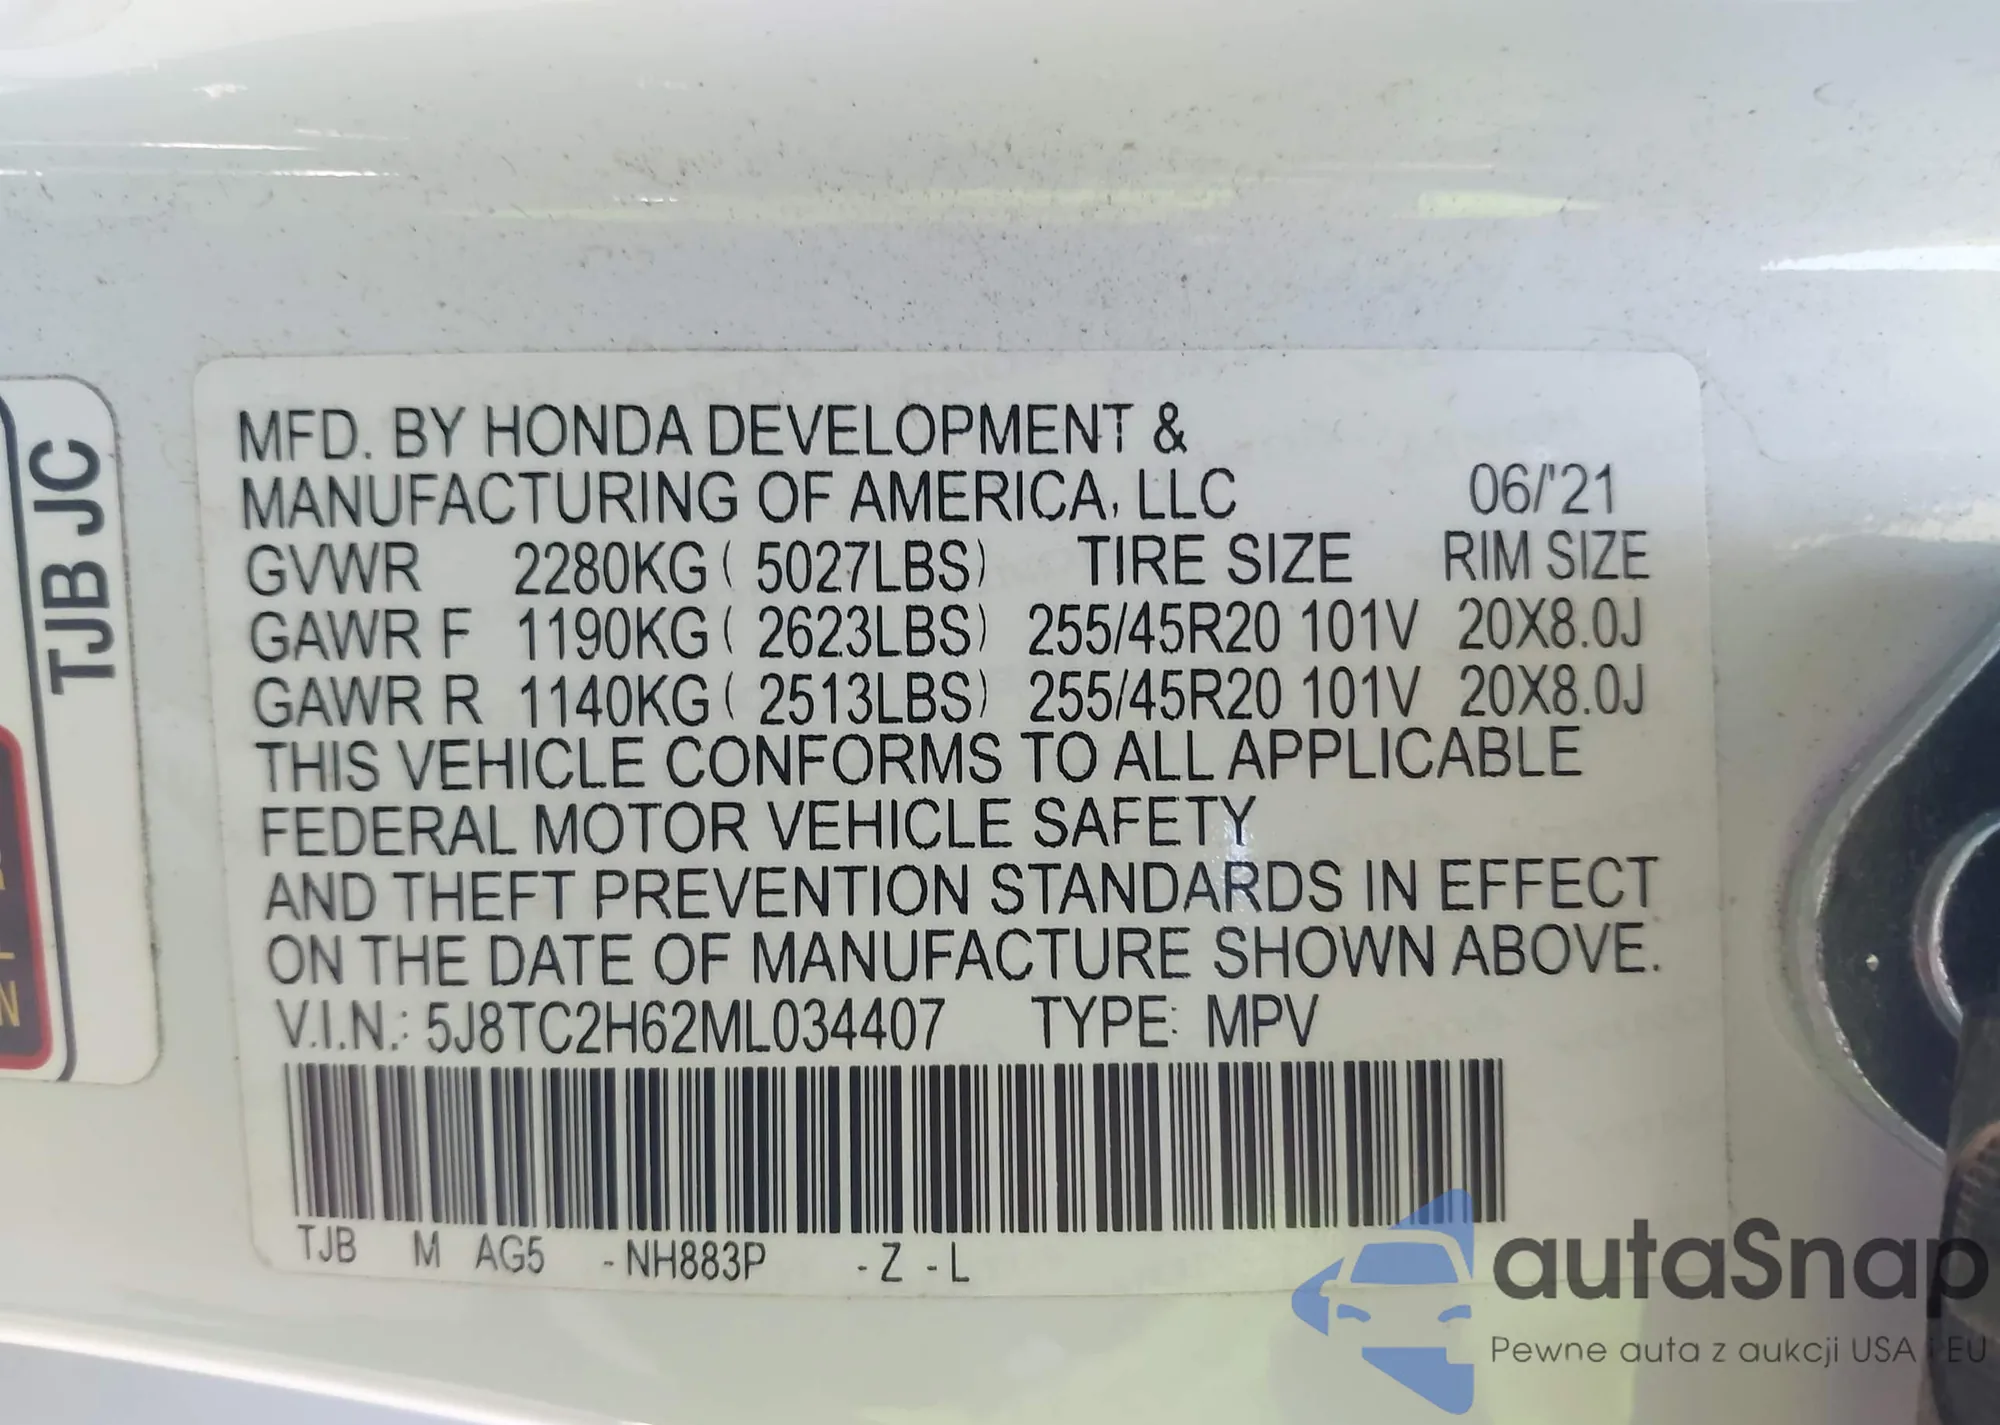 MFD. BY HONDA DEVELOPMENT &
MANUFACTURING OF AMERICA, LLC 06/'21
GVWR 2280KG ( 5027LBS) TIRE SIZE RIM SIZE
GAWR F 1190KG ( 2623LBS) 255/45R20 101V 20X8.0J
GAWR R 1140KG ( 2513LBS) 255/45R20 101V 20X8.0J
THIS VEHICLE CONFORMS TO ALL APPLICABLE
FEDERAL MOTOR VEHICLE SAFETY
AND THEFT PREVENTION STANDARDS IN EFFECT
ON THE DATE OF MANUFACTURE SHOWN ABOVE.
V.I.N.: 5J8TC2H62ML034407 TYPE: MPV
TJB M AG5 -NH883P -Z -L
TJB JC
autaSnap
Pewne auta z aukcji USA i EU